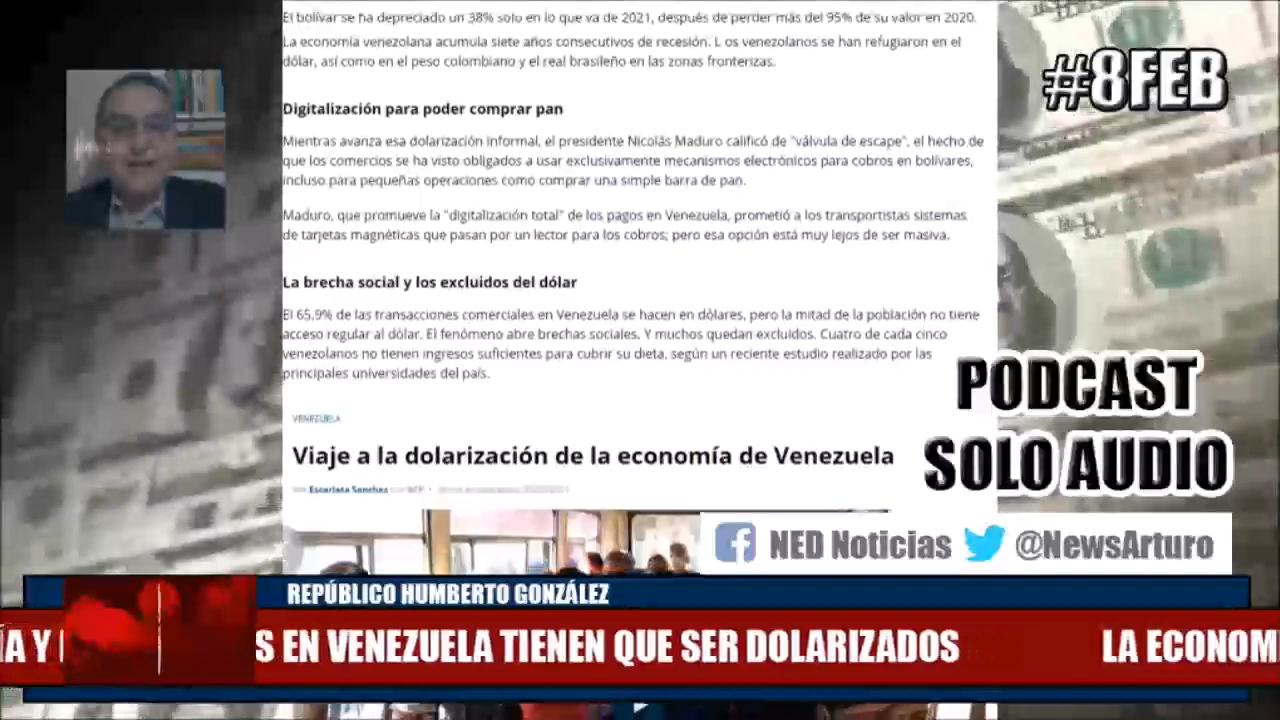 El bolívar se ha depreciado un 38% solo en lo que va de 2021, después de perder más del 95% de su valor en 2020.
La economía venezolana acumula siete años consecutivos de recesión. L os venezolanos se han refugiaron en el
dólar, así como en el peso colombiano y el real brasileño en las zonas fronterizas.
#8FEB
Digitalización para poder comprar pan
Mientras avanza esa dolarización informal, el presidente Nicolás Maduro calificó de "válvula de escape", el hecho de
que los comercios se ha visto obligados a usar exclusivamente mecanismos electrónicos para cobros en bolívares,
incluso para pequeñas operaciones como comprar una simple barra de pan.
Maduro, que promueve la "digitalización total" de los pagos en Venezuela, prometió a los transportistas sistemas
de tarjetas magnéticas que pasan por un lector para los cobros; pero esa opción está muy lejos de ser masiva.
La brecha social y los excluidos del dólar
El 65,9% de las transacciones comerciales en Venezuela se hacen en dólares, pero la mitad de la población no tiene
acceso regular al dólar. El fenómeno abre brechas sociales. Y muchos quedan excluidos. Cuatro de cada cinco
venezolanos no tienen ingresos suficientes para cubrir su dieta, según un reciente estudio realizado por las
principales universidades del país.
PODCAST
SOLO AUDIO
VENEZUELA
Viaje a la dolarización de la economía de Venezuela
NED Noticias @NewsArturo
REPÚBLICO HUMBERTO GONZÁLEZ
ÍA Y S EN VENEZUELA TIENEN QUE SER DOLARIZADOS LA ECONOM